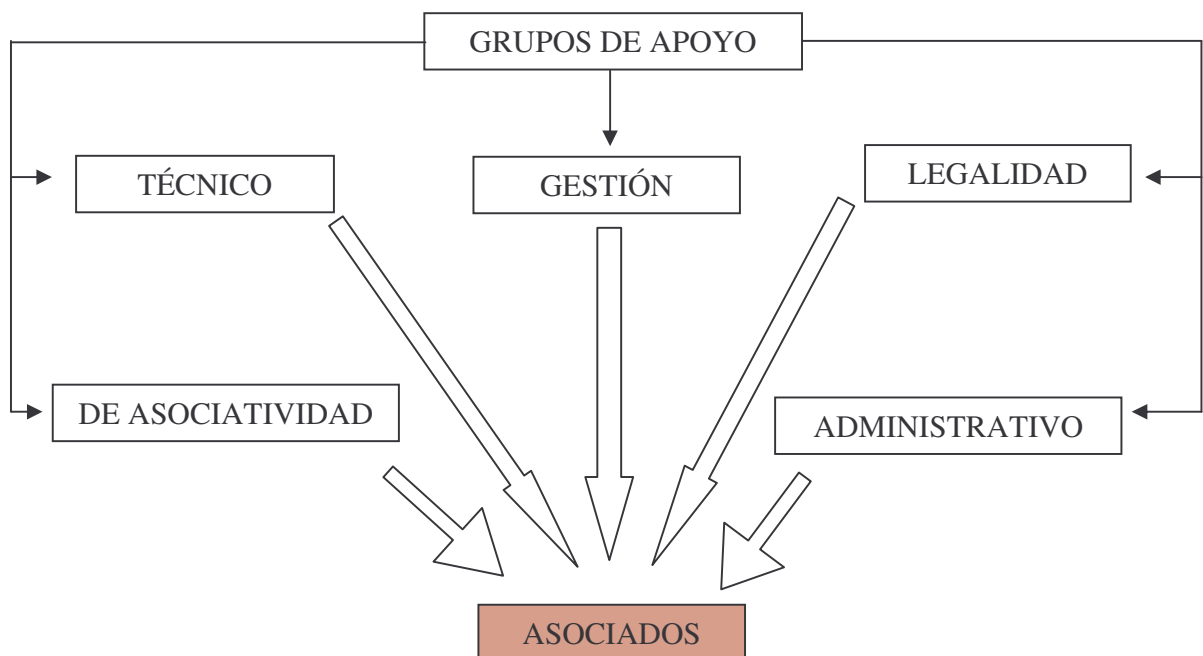 GRUPOS DE APOYO
TÉCNICO
GESTIÓN
LEGALIDAD
DE ASOCIATIVIDAD
ADMINISTRATIVO
ASOCIADOS